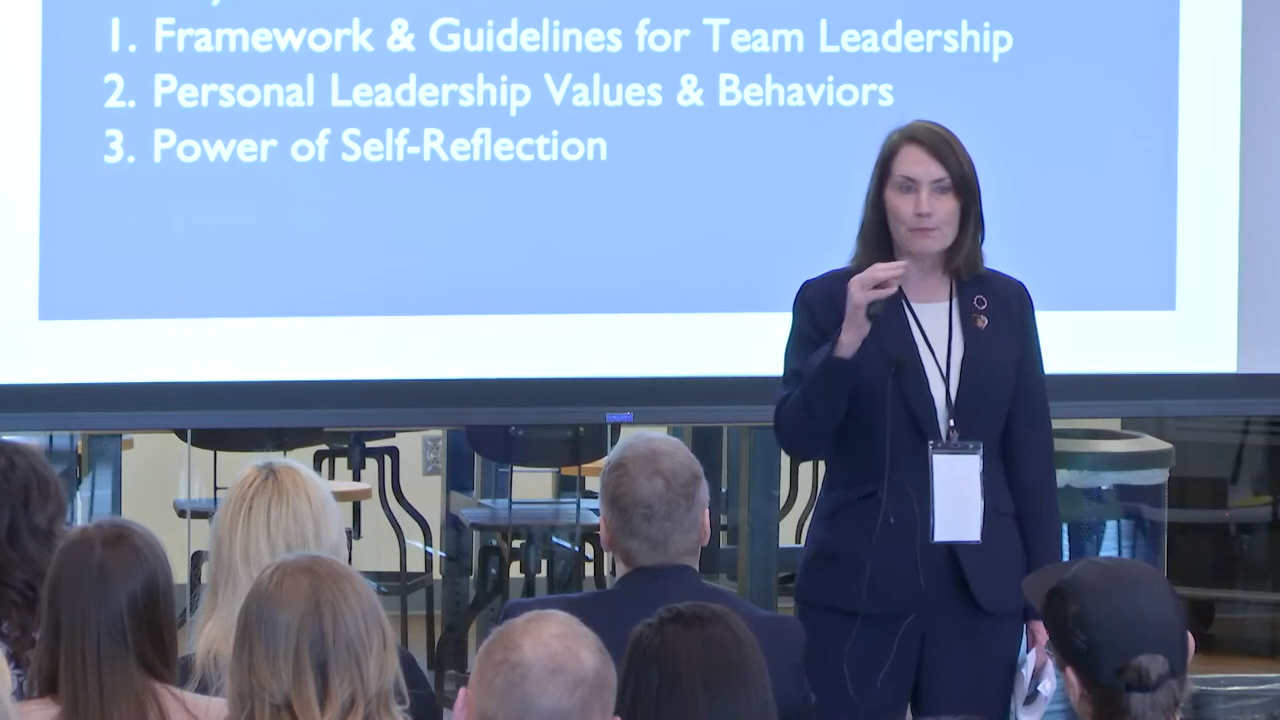 1. Framework & Guidelines for Team Leadership
2. Personal Leadership Values & Behaviors
3. Power of Self-Reflection